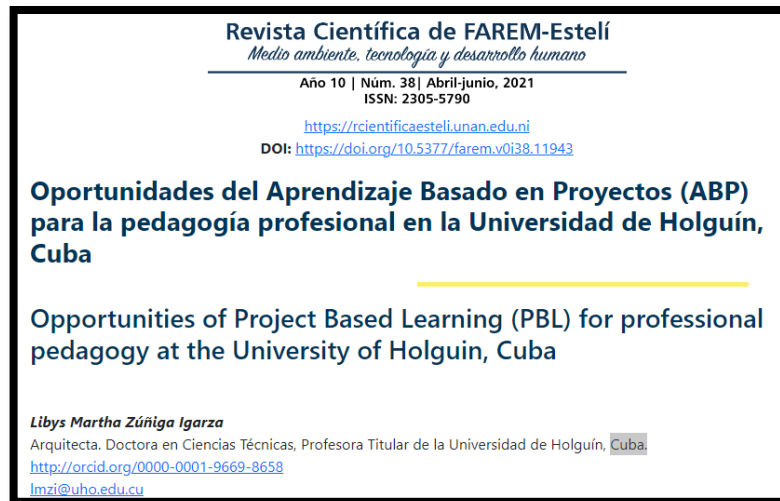 Revista Científica de FAREM-Estelí
Medio ambiente, tecnología y desarrollo humano
Año 10 | Núm. 38| Abril-junio, 2021
ISSN: 2305-5790
https://rcientificaesteli.unan.edu.ni
DOI: https://doi.org/10.5377/farem.v0i38.11943
Oportunidades del Aprendizaje Basado en Proyectos (ABP)
para la pedagogía profesional en la Universidad de Holguín,
Cuba
Opportunities of Project Based Learning (PBL) for professional
pedagogy at the University of Holguin, Cuba
Libys Martha Zúñiga Igarza
Arquitecta. Doctora en Ciencias Técnicas, Profesora Titular de la Universidad de Holguín, Cuba.
http://orcid.org/0000-0001-9669-8658
lmzi@uho.edu.cu